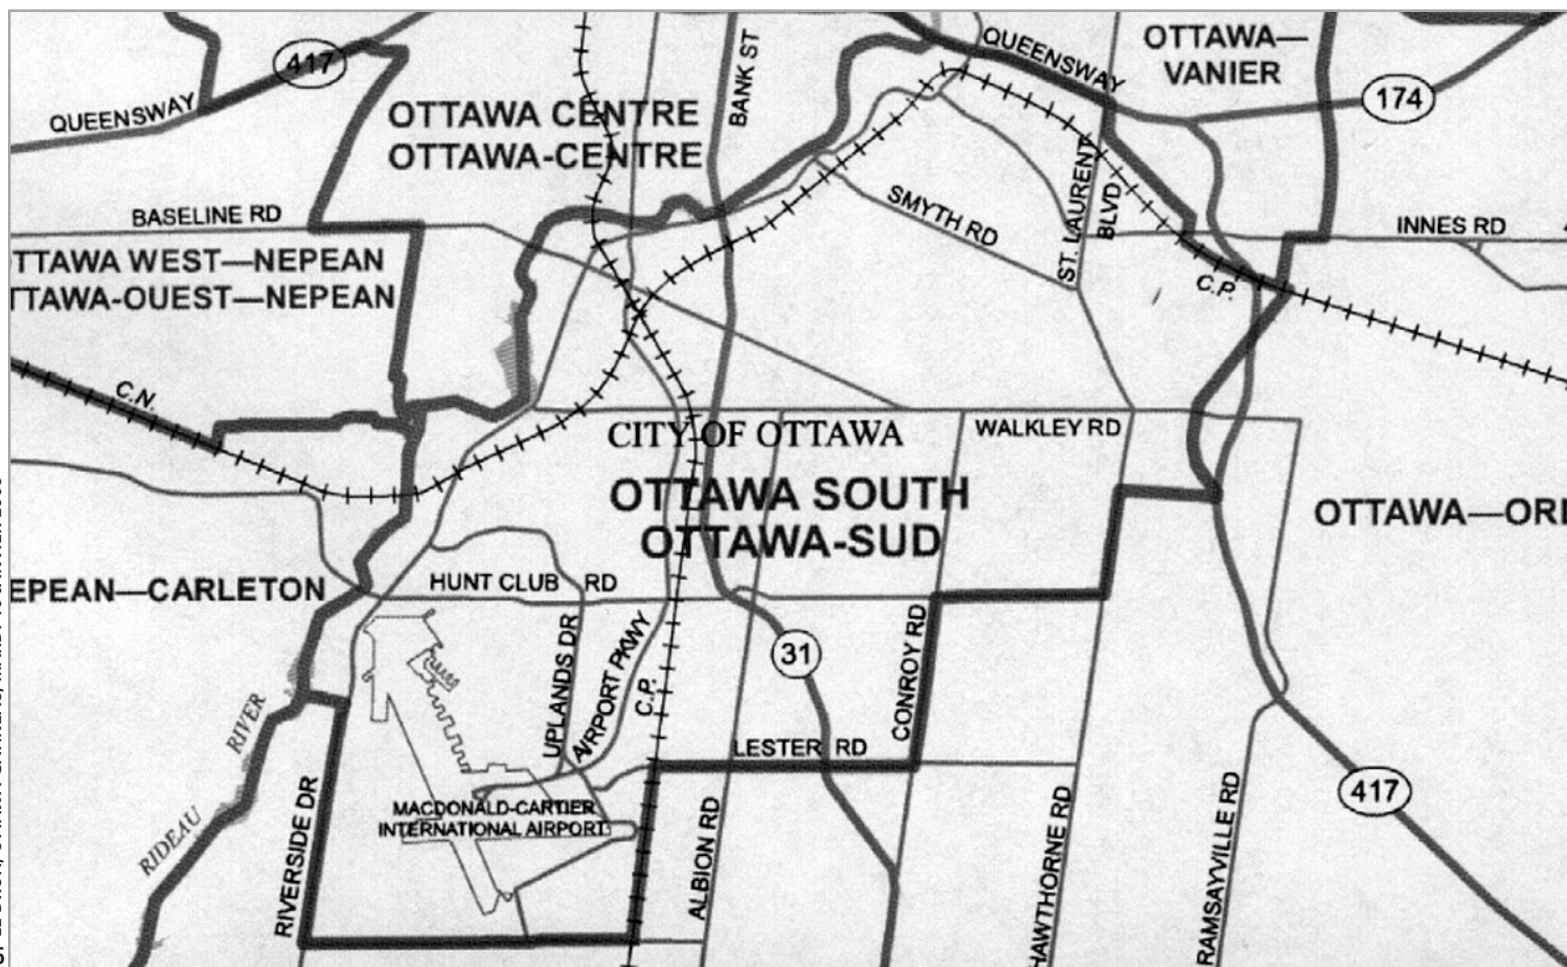 QUEENSWAY
417
OTTAWA CENTRE
OTTAWA-CENTRE
BANK ST
QUEENSWAY
OTTAWA—
VANIER
174
BASELINE RD
SMYTH RD
ST. LAURENT
BLVD
INNES RD
TTAWA WEST—NEPEAN
TTAWA-OUEST—NEPEAN
C.P.
C.N.
CITY OF OTTAWA
WALKLEY RD
OTTAWA SOUTH
OTTAWA-SUD
OTTAWA—ORL
EPEAN—CARLETON
HUNT CLUB RD
UPLANDS DR
AIRPORT PKWY
C.P.
31
CONROY RD
LESTER RD
RIVER
RIDEAU
RIVERSIDE DR
MACDONALD-CARTIER
INTERNATIONAL AIRPORT
ALBION RD
HAWTHORNE RD
RAMSAYVILLE RD
417